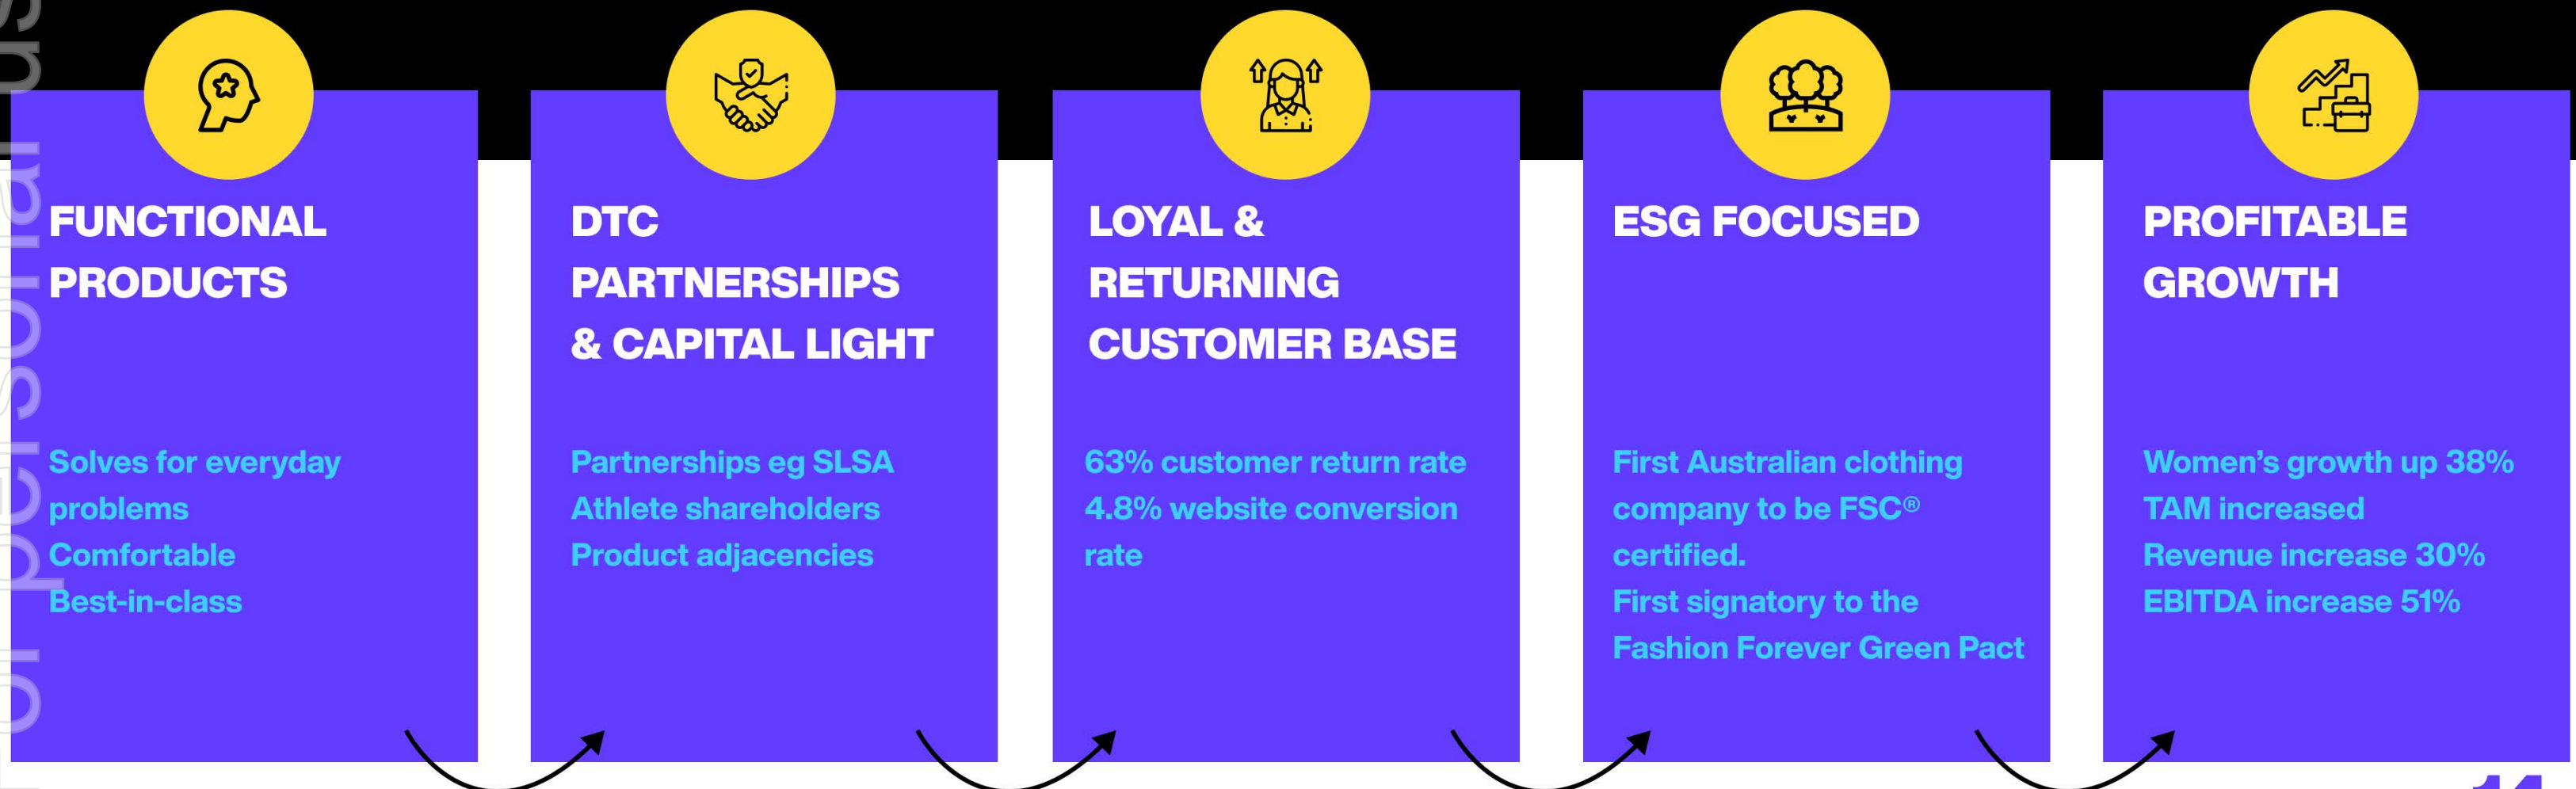 FUNCTIONAL
PRODUCTS
Solves for everyday
problems
Comfortable
Best-in-class
DTC
PARTNERSHIPS
& CAPITAL LIGHT
Partnerships eg SLSA
Athlete shareholders
Product adjacencies
LOYAL &
RETURNING
CUSTOMER BASE
63% customer return rate
4.8% website conversion
rate
ESG FOCUSED
First Australian clothing
company to be FSC®
certified.
First signatory to the
Fashion Forever Green Pact
PROFITABLE
GROWTH
Women's growth up 38%
TAM increased
Revenue increase 30%
EBITDA increase 51%
or personal us